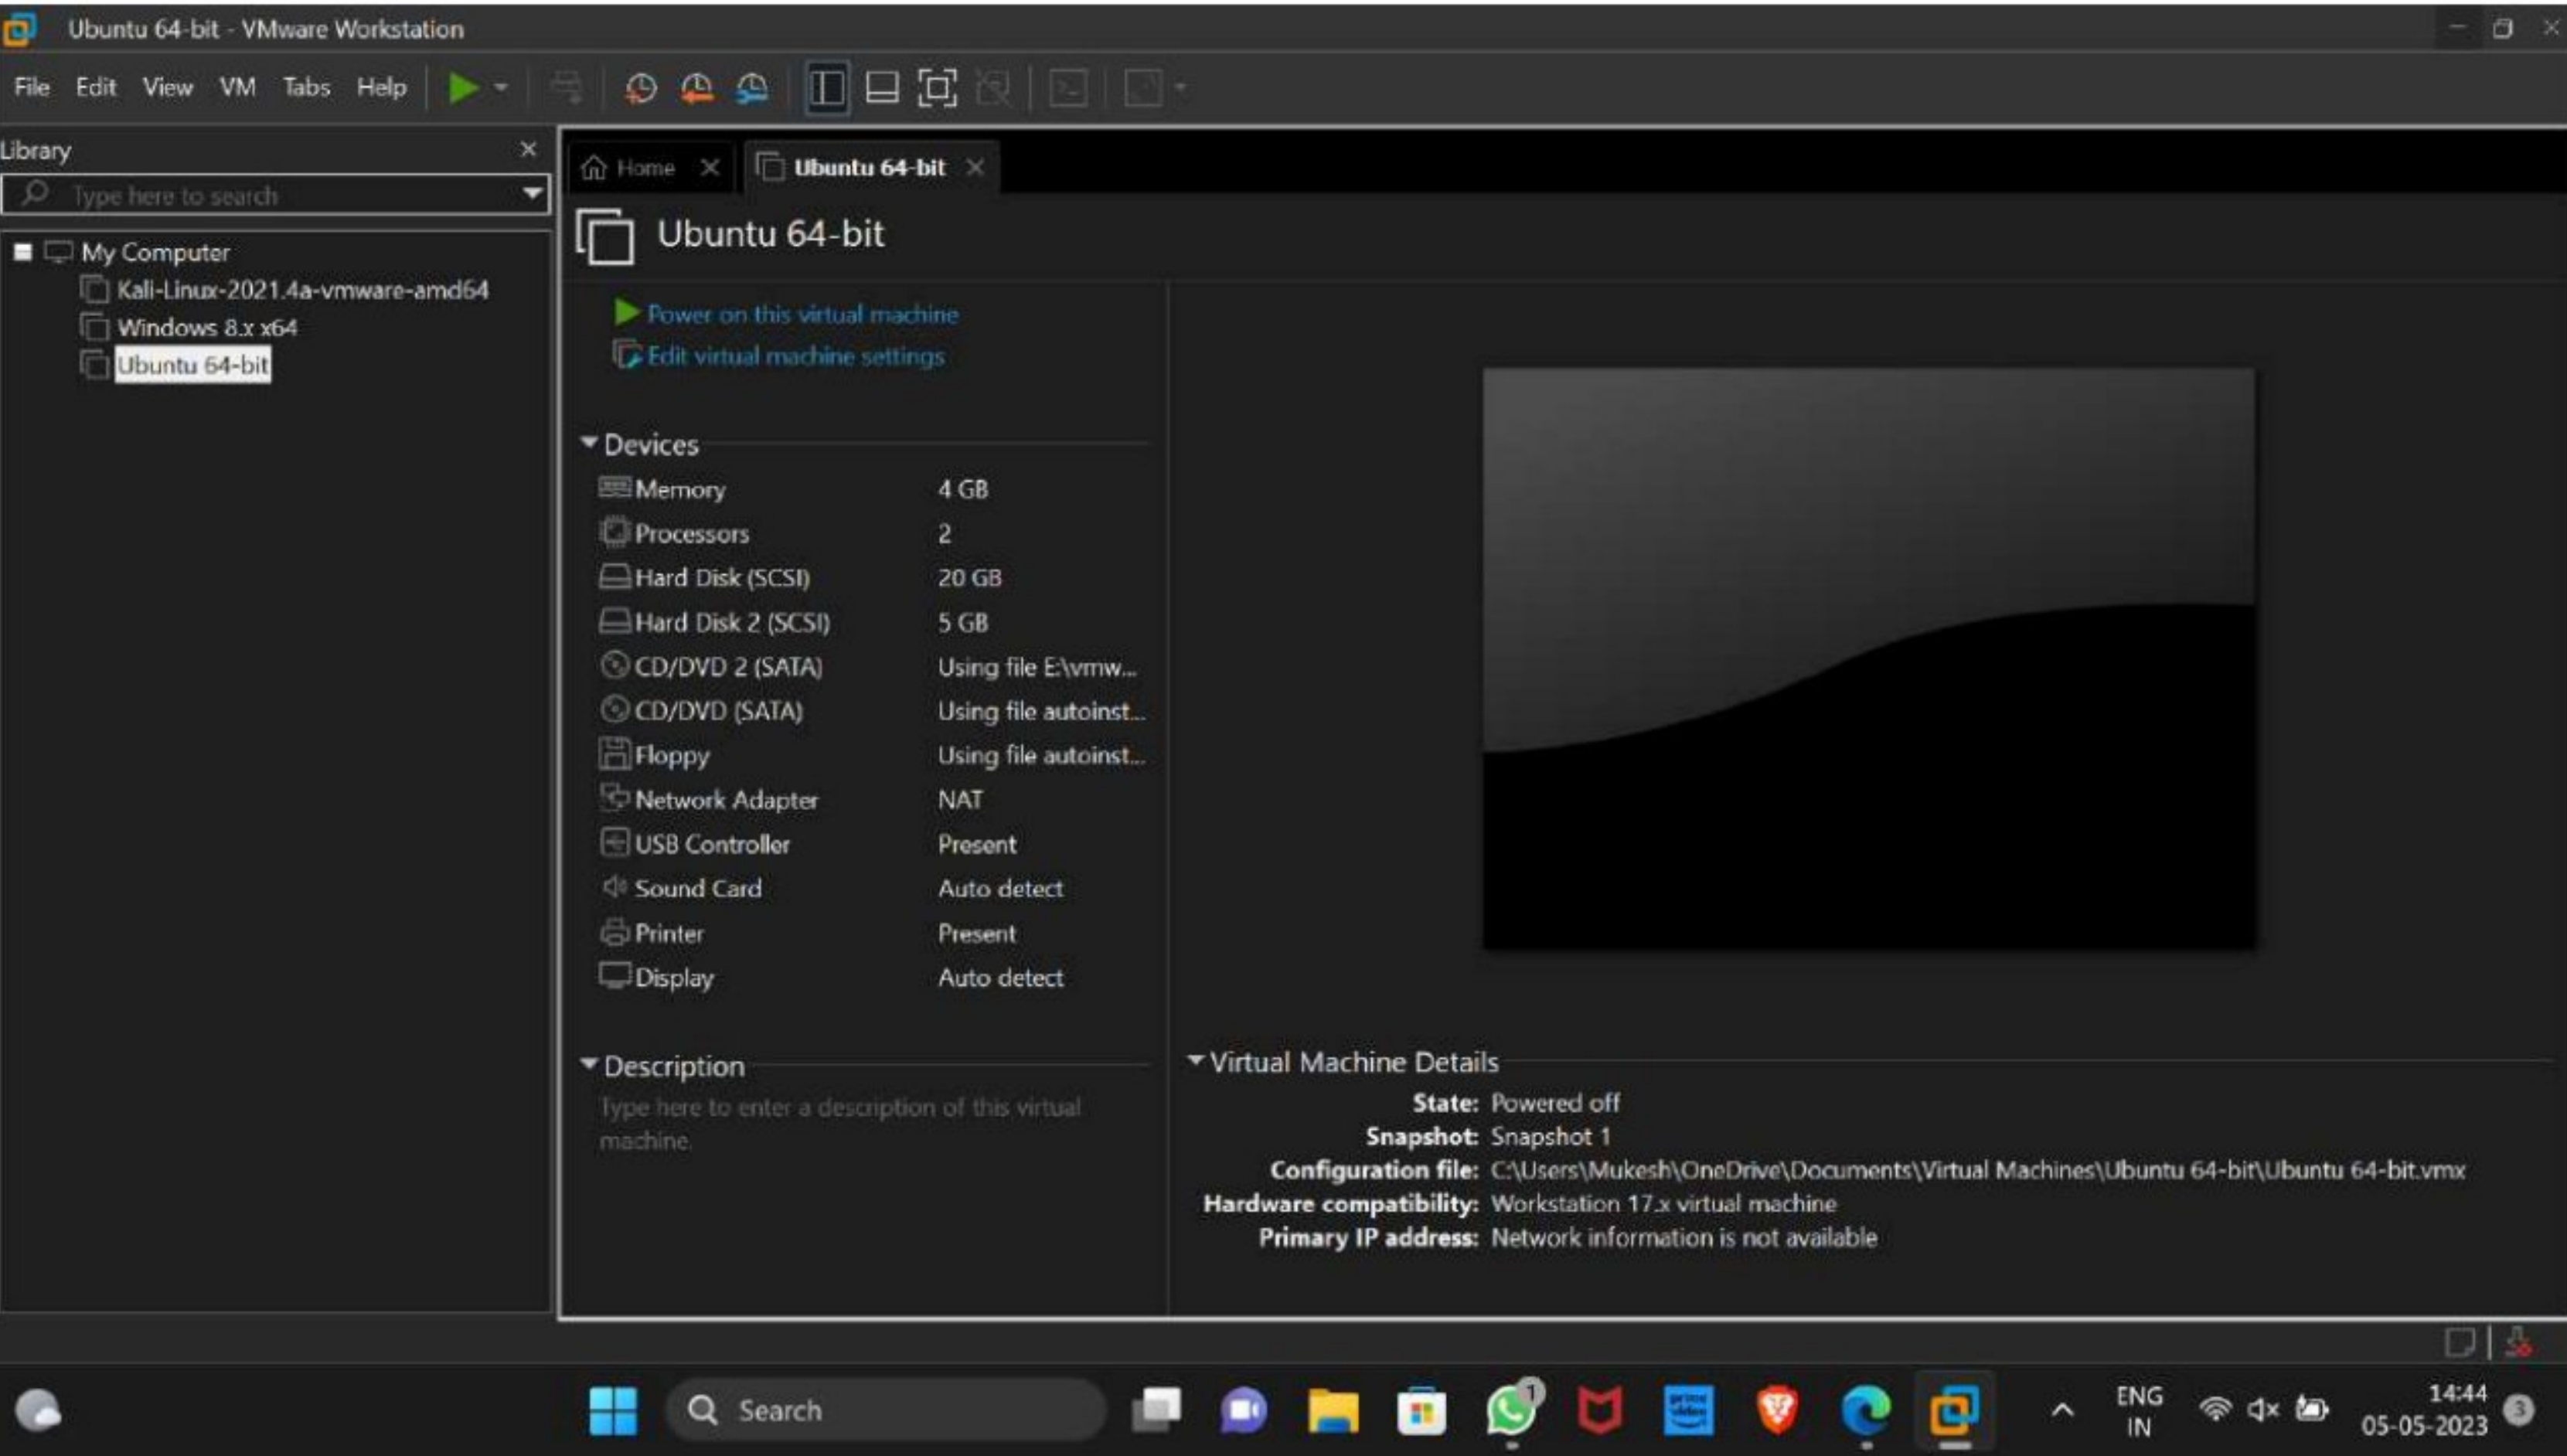 Ubuntu 64-bit - VMware Workstation
File Edit View VM Tabs Help
Library
Type here to search
My Computer
Kali-Linux-2021.4a-vmware-amd64
Windows 8.x x64
Ubuntu 64-bit
Home Ubuntu 64-bit
Ubuntu 64-bit
Power on this virtual machine
Edit virtual machine settings
Devices
Memory 4 GB
Processors 2
Hard Disk (SCSI) 20 GB
Hard Disk 2 (SCSI) 5 GB
CD/DVD 2 (SATA) Using file E:\vmw...
CD/DVD (SATA) Using file autoinst...
Floppy Using file autoinst...
Network Adapter NAT
USB Controller Present
Sound Card Auto detect
Printer Present
Display Auto detect
Description
Type here to enter a description of this virtual
machine.
Virtual Machine Details
State: Powered off
Snapshot: Snapshot 1
Configuration file: C:\Users\Mukesh\OneDrive\Documents\Virtual Machines\Ubuntu 64-bit\Ubuntu 64-bit.vmx
Hardware compatibility: Workstation 17.x virtual machine
Primary IP address: Network information is not available
Search
1
prime
video
ENG
IN
14:44
05-05-2023
3